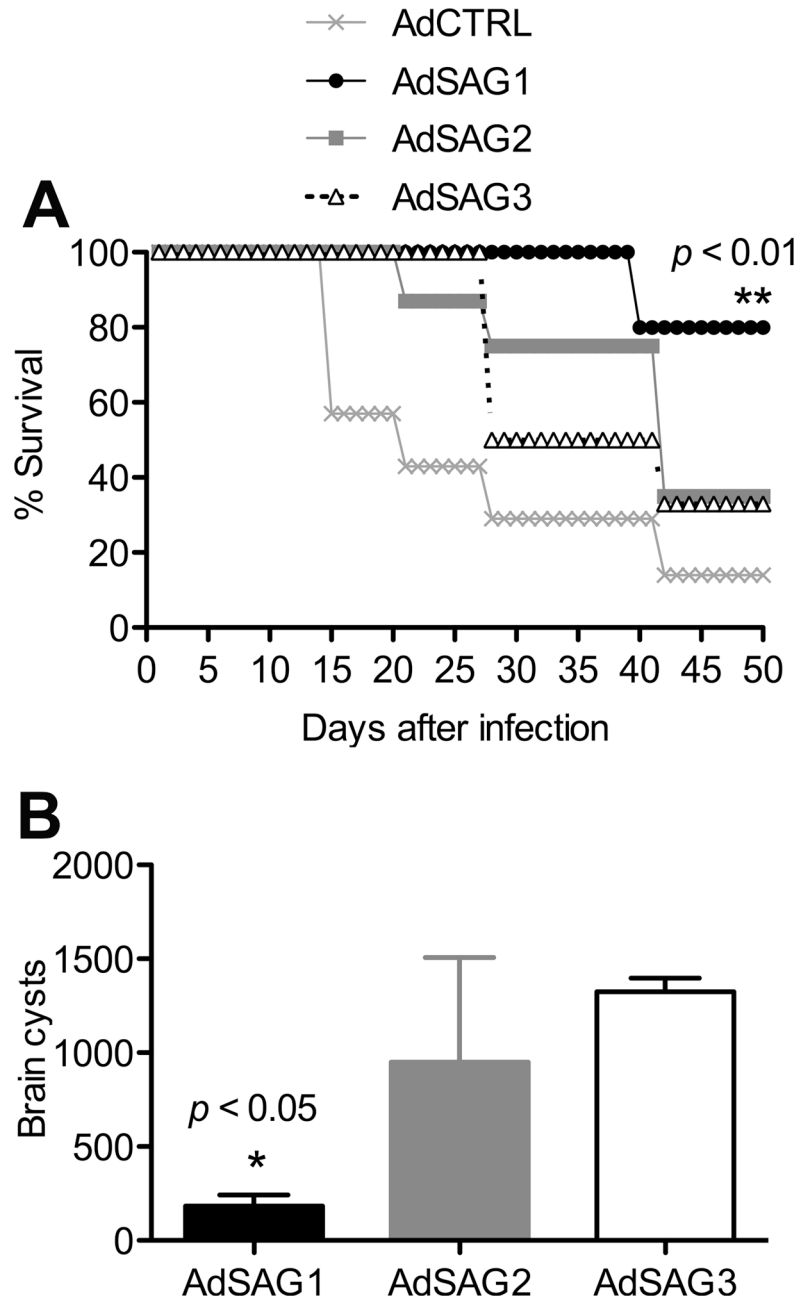 AdCTRL
AdSAG1
AdSAG2
AdSAG3
A
100
80
60
40
20
0
% Survival
p < 0.01
**
0 5 10 15 20 25 30 35 40 45 50
Days after infection
B
2000
1500
1000
500
0
Brain cysts
p < 0.05
*
AdSAG1 AdSAG2 AdSAG3